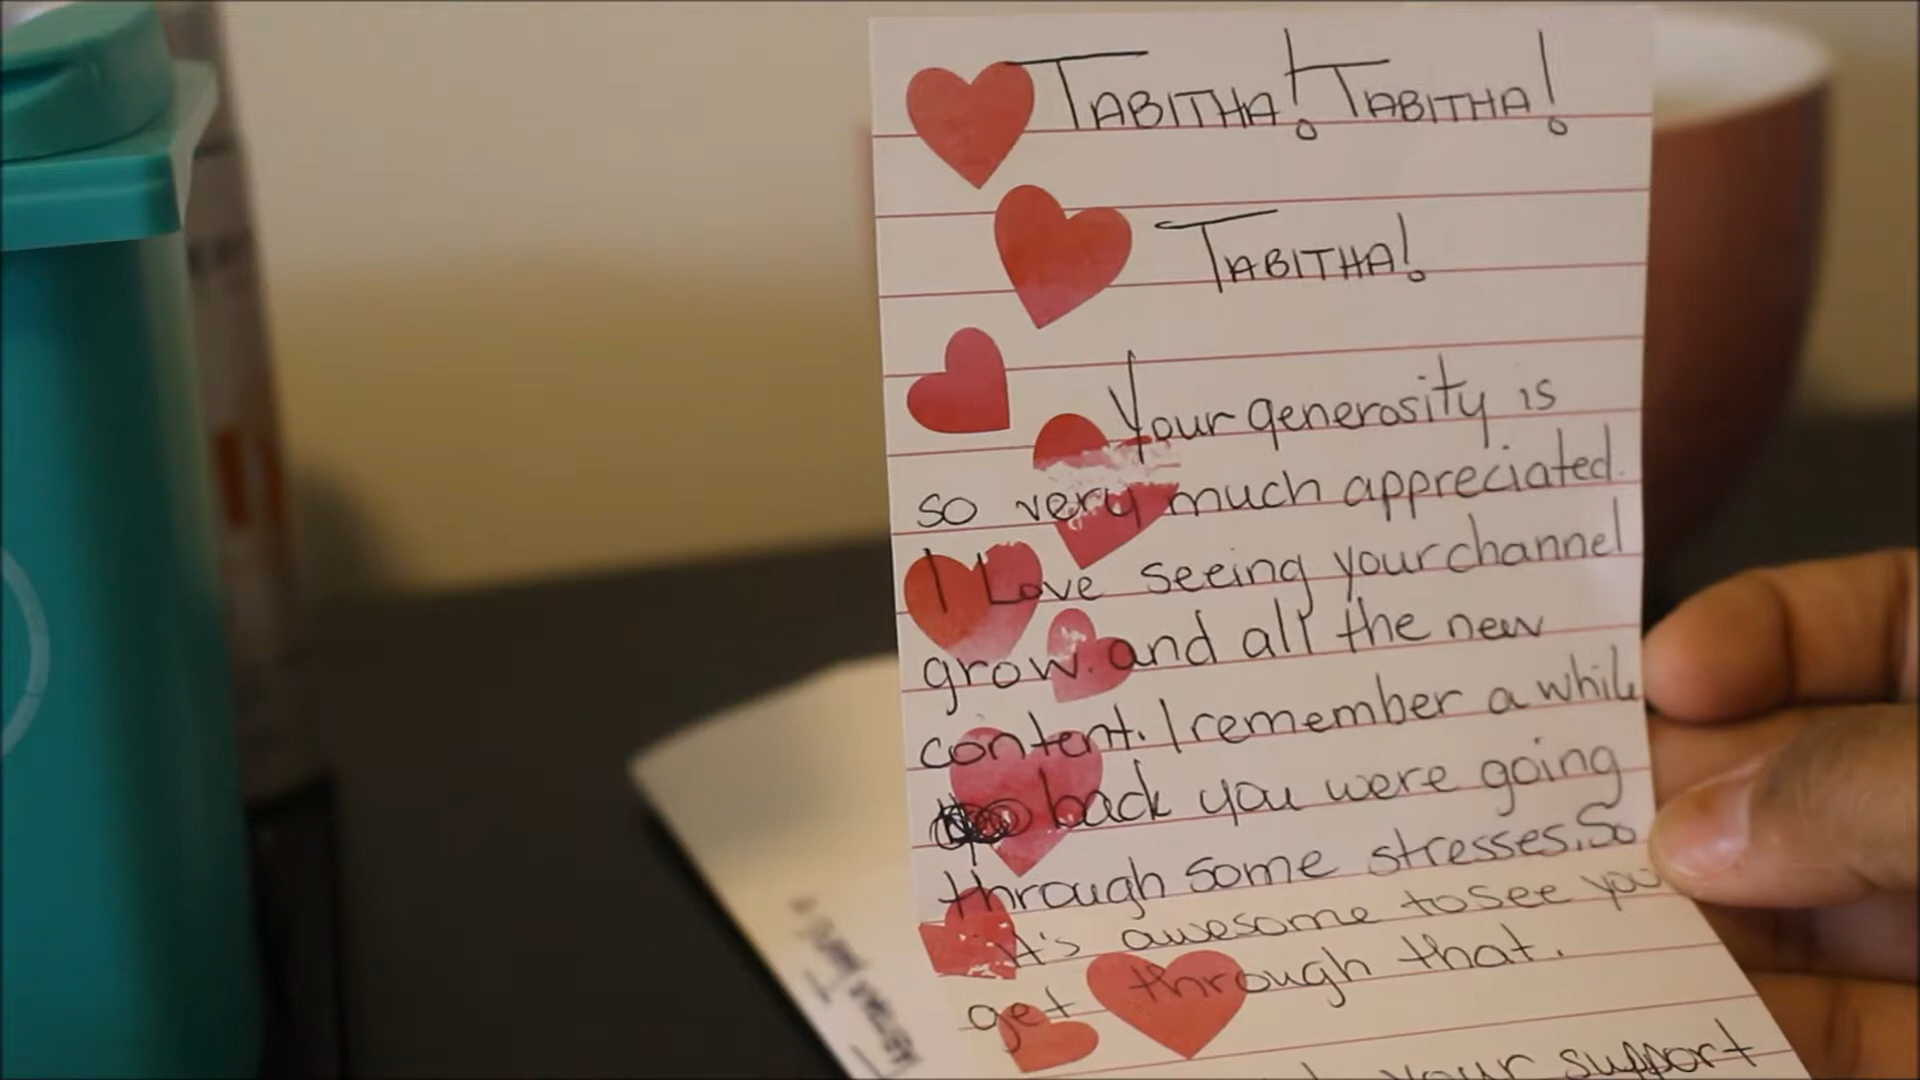 TABITHA! TABITHA!
TABITHA!
Your generosity is
so very much appreciated.
I Love seeing your channel
grow. and all the new
content. I remember a while
back you were going
through some stresses. So
it's awesome to see you
get through that.
your support